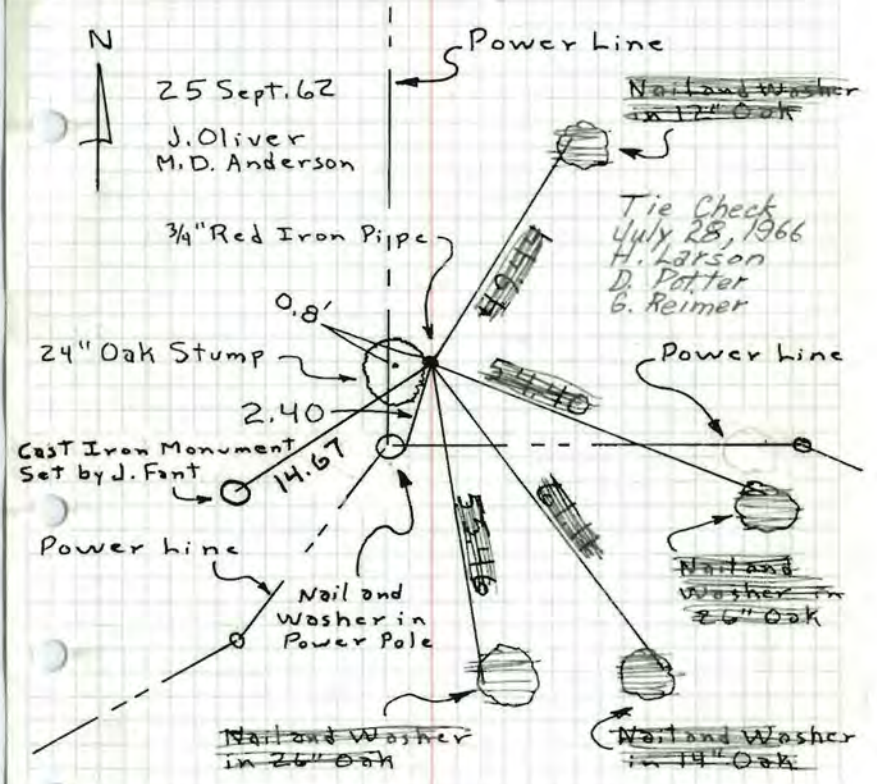 N
Power Line
25 Sept. 62
J. Oliver
M.D. Anderson
Nail and Washer
in 12" Oak
3/4" Red Iron Pipe
Tie Check
July 28, 1966
H. Larson
D. Potter
G. Reimer
0.8'
24" Oak Stump
54.40
Power Line
2.40
Cast Iron Monument
Set by J. Fant
14.67
Power Line
Nail and
Washer in
Power Pole
Nail and
Washer in
26" Oak
Nail and Washer
in 26" Oak
Nail and Washer
in 14" Oak